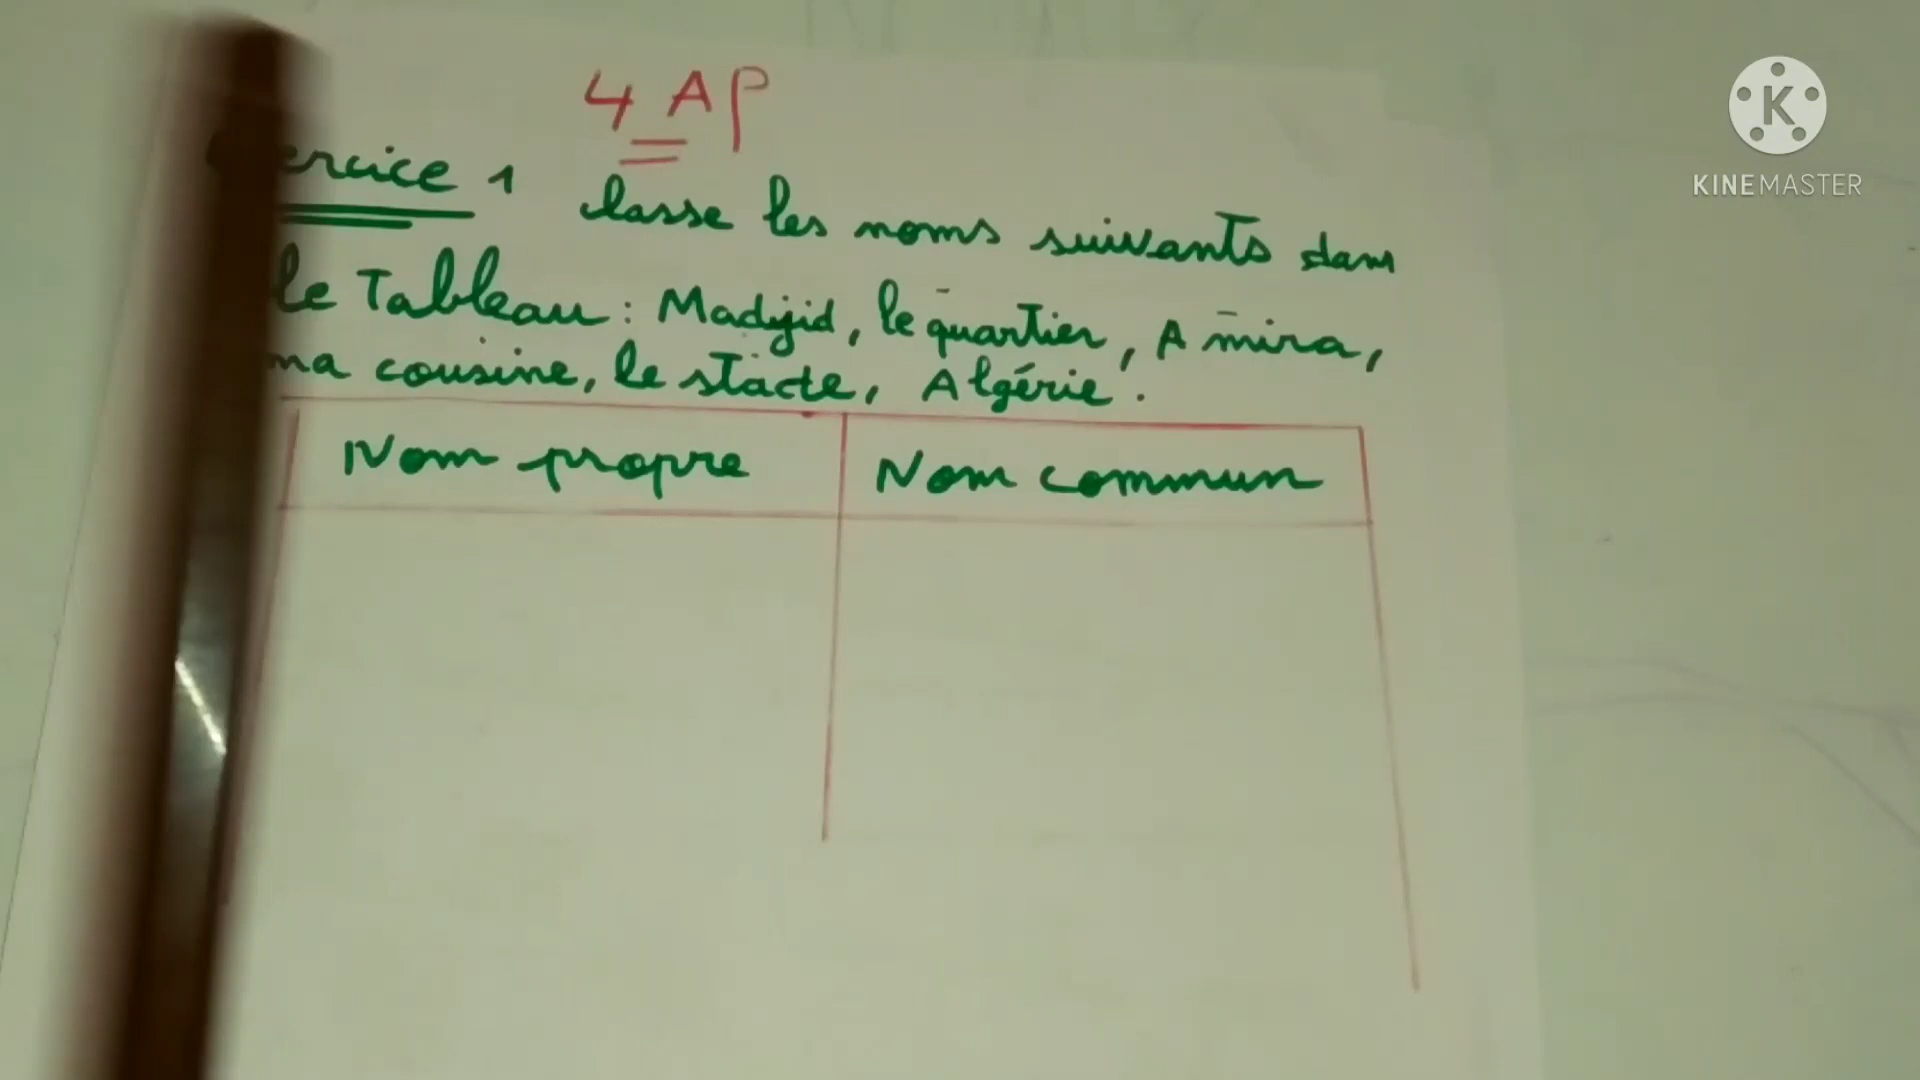 4 AP
ercice 1 classe les noms suivants dans
le Tableau : Madjid, le quartier, Amira,
ma cousine, le stade, Algérie.
Nom propre Nom commun
K
KINEMASTER